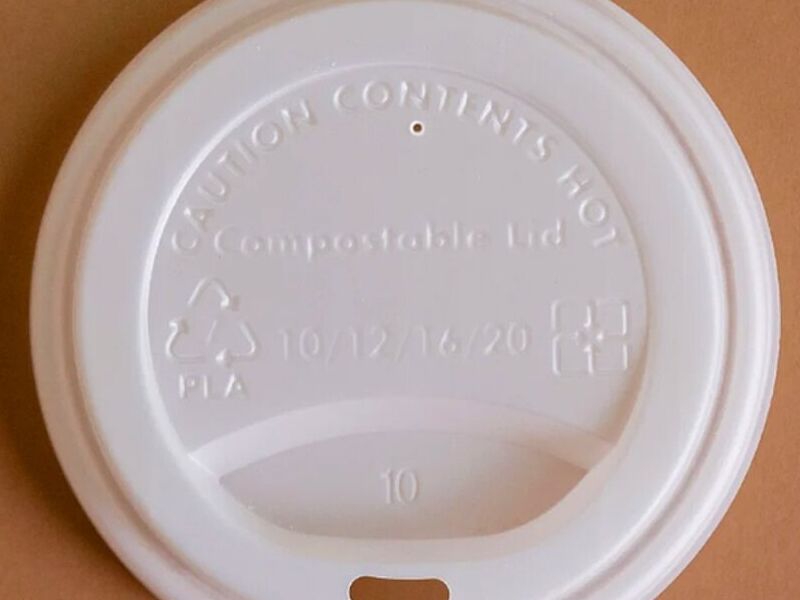 CAUTION CONTENTS HOT
Compostable Lid
10/12/16/20
PLA
10